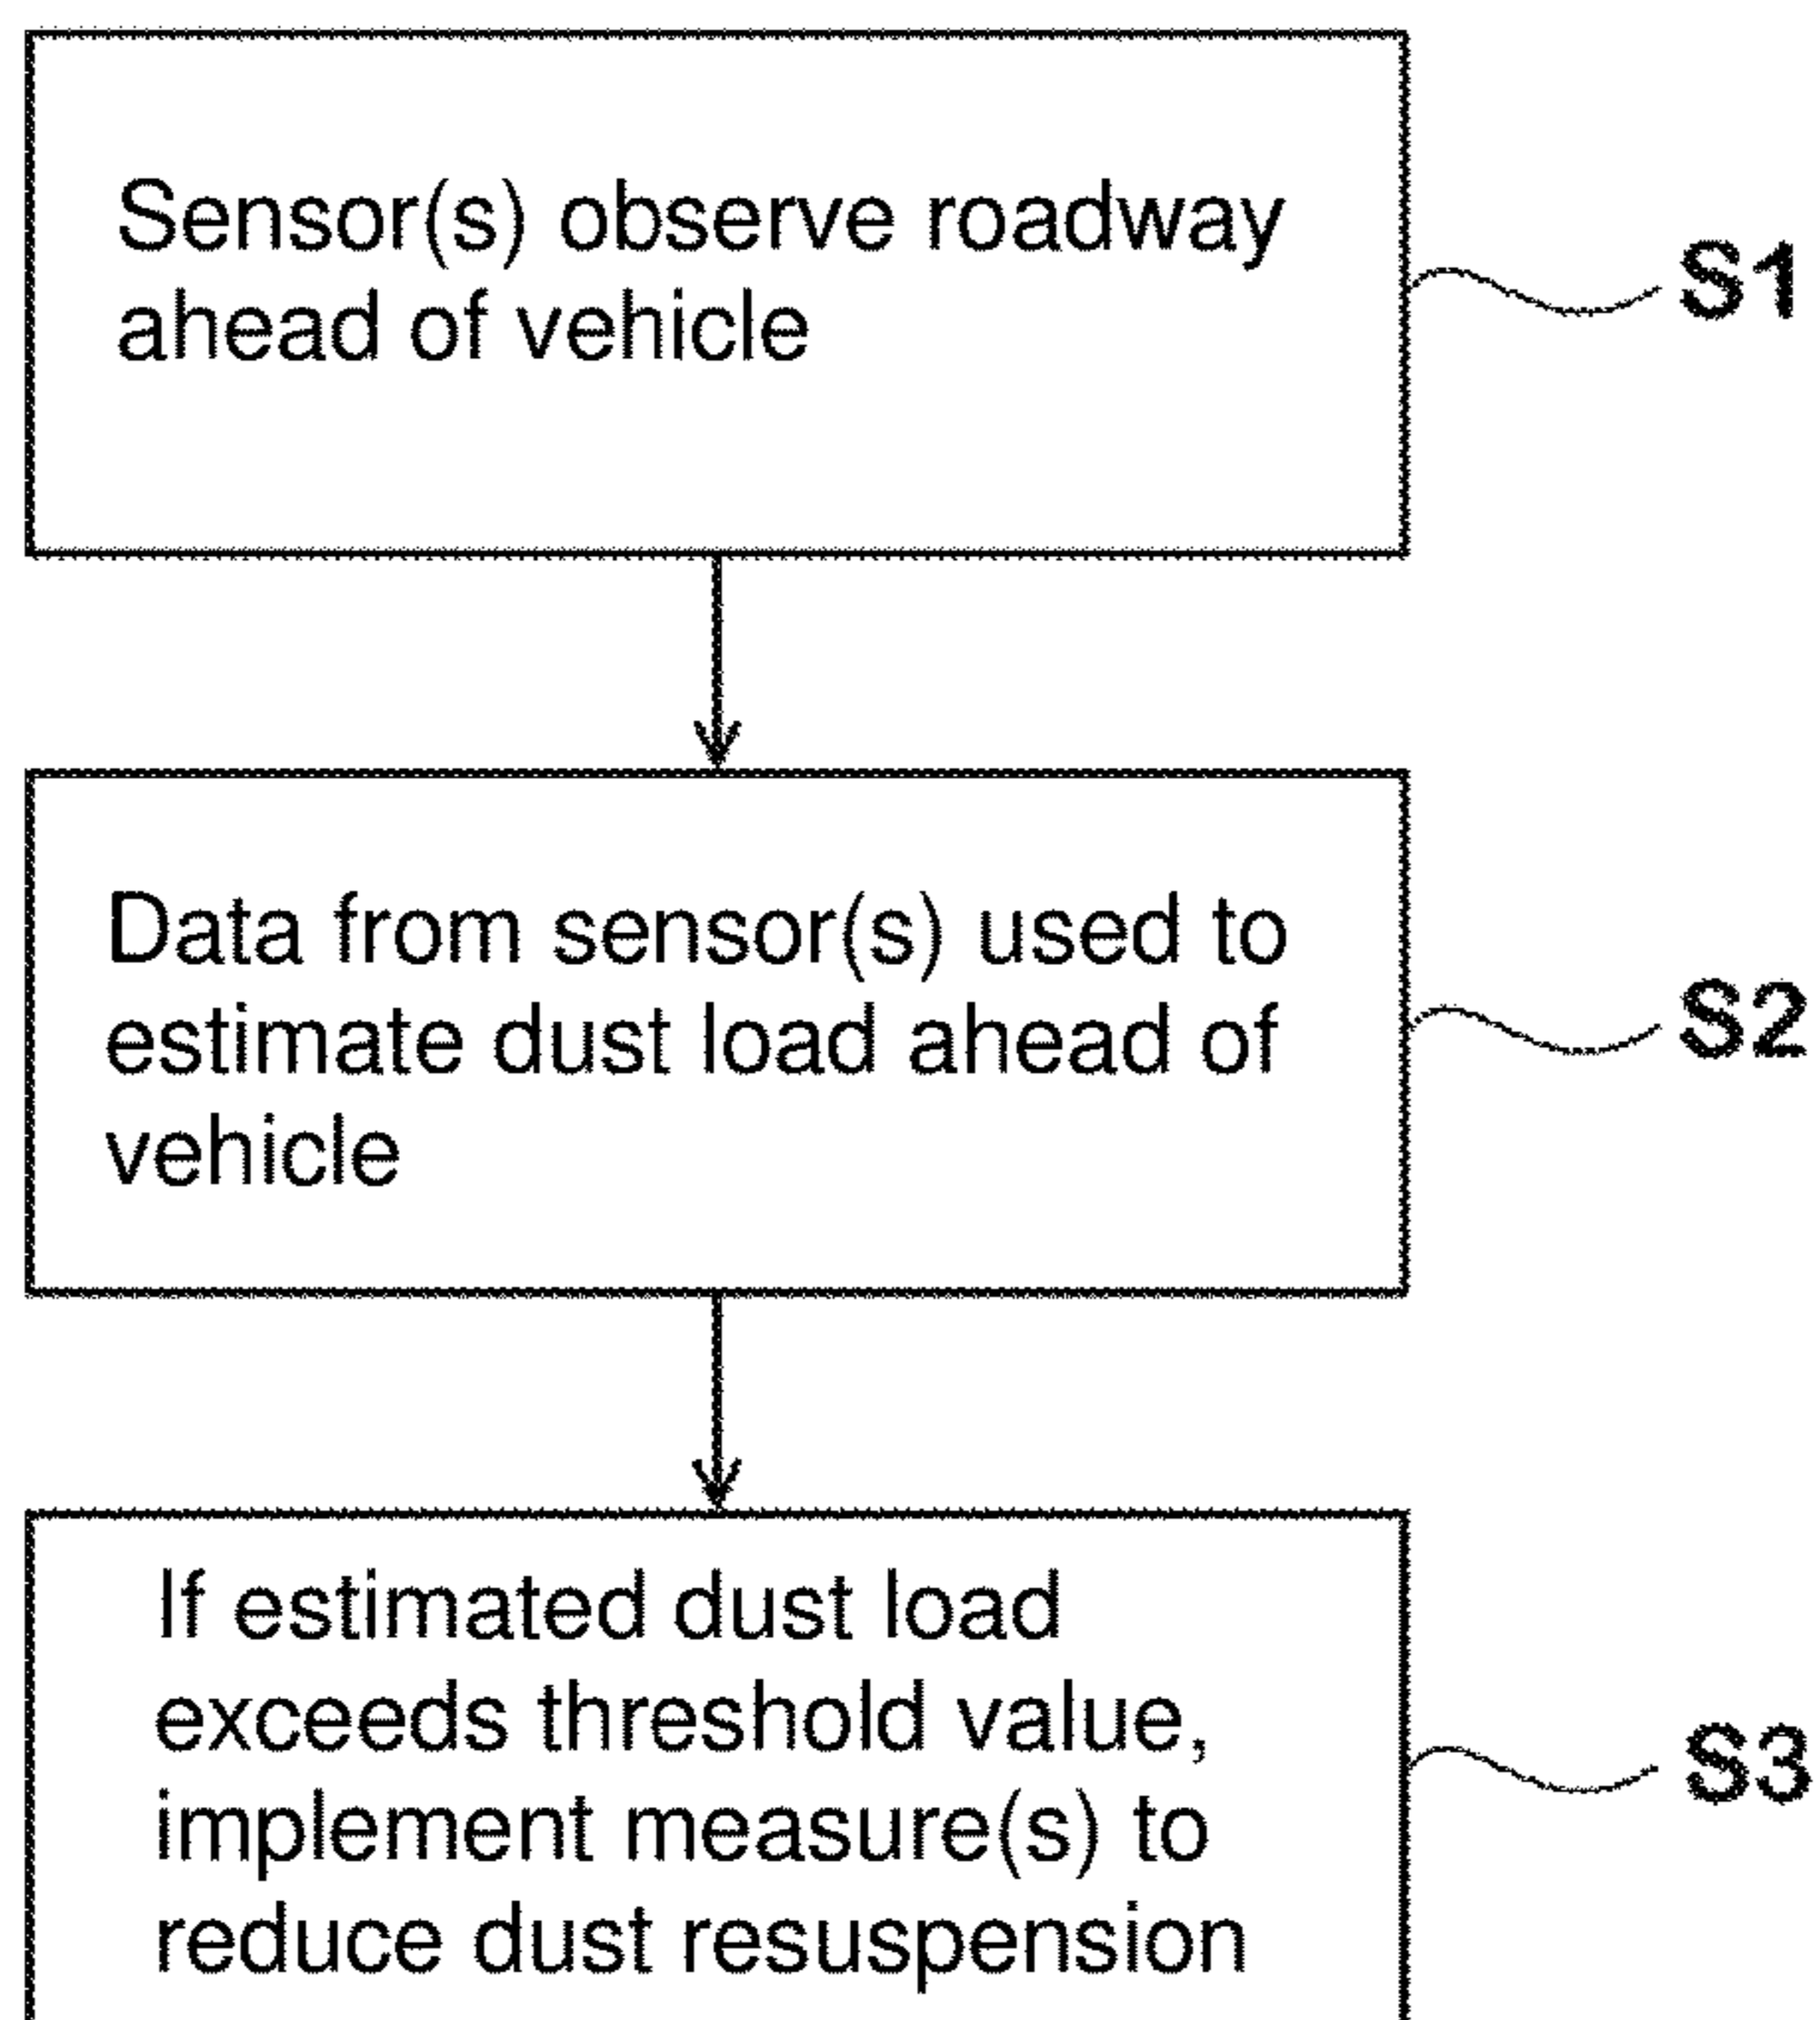 Sensor(s) observe roadway
ahead of vehicle
S1
Data from sensor(s) used to
estimate dust load ahead of
vehicle
S2
If estimated dust load
exceeds threshold value,
implement measure(s) to
reduce dust resuspension
S3